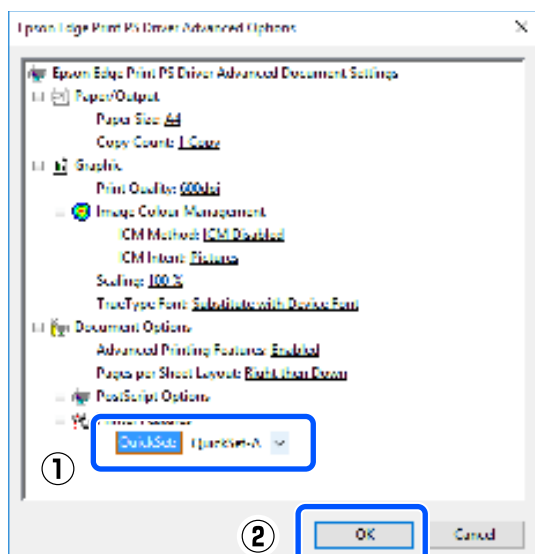 Epson Edge Print PS Driver Advanced Options
Epson Edge Print PS Driver Advanced Document Settings
Paper/Output
Paper Size: A4
Copy Count: 1 Copy
Graphic
Print Quality: 600dpi
Image Colour Management
ICM Method: ICM Disabled
ICM Intent: Pictures
Scaling: 100 %
TrueType Font: Substitute with Device Font
Document Options
Advanced Printing Features: Enabled
Pages per Sheet Layout: Right then Down
PostScript Options
Printer Features
QuickSet: QuickSet-A
1
2 OK Cancel